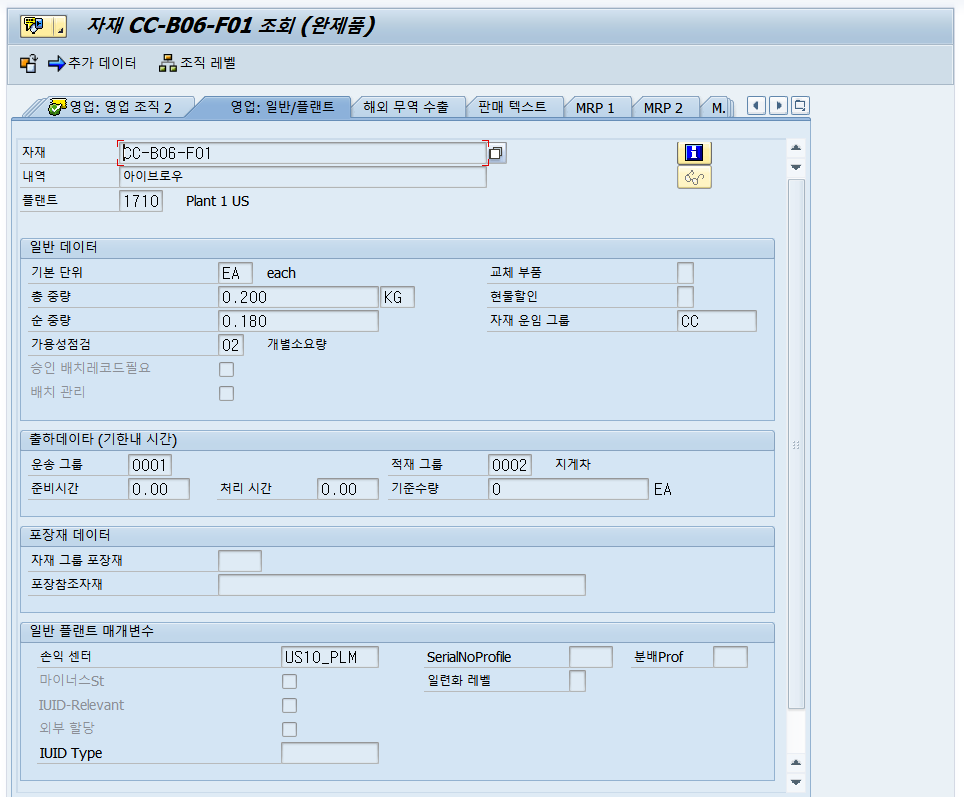 자재 CC-B06-F01 조회 (완제품)
추가 데이터 조직 레벨
영업: 영업 조직 2 영업: 일반/플랜트 해외 무역 수출 판매 텍스트 MRP 1 MRP 2 M.
자재 CC-B06-F01
내역 아이브로우
플랜트 1710 Plant 1 US
일반 데이터
기본 단위 EA each 교체 부품
총 중량 0.200 KG 현물할인
순 중량 0.180 자재 운임 그룹 CC
가용성점검 02 개별소요량
승인 배치레코드필요
배치 관리
출하데이타 (기한내 시간)
운송 그룹 0001 적재 그룹 0002 지게차
준비시간 0.00 처리 시간 0.00 기준수량 0 EA
포장재 데이터
자재 그룹 포장재
포장참조자재
일반 플랜트 매개변수
손익 센터 US10_PLM SerialNoProfile 분배Prof
마이너스St 일련화 레벨
IUID-Relevant
외부 할당
IUID Type